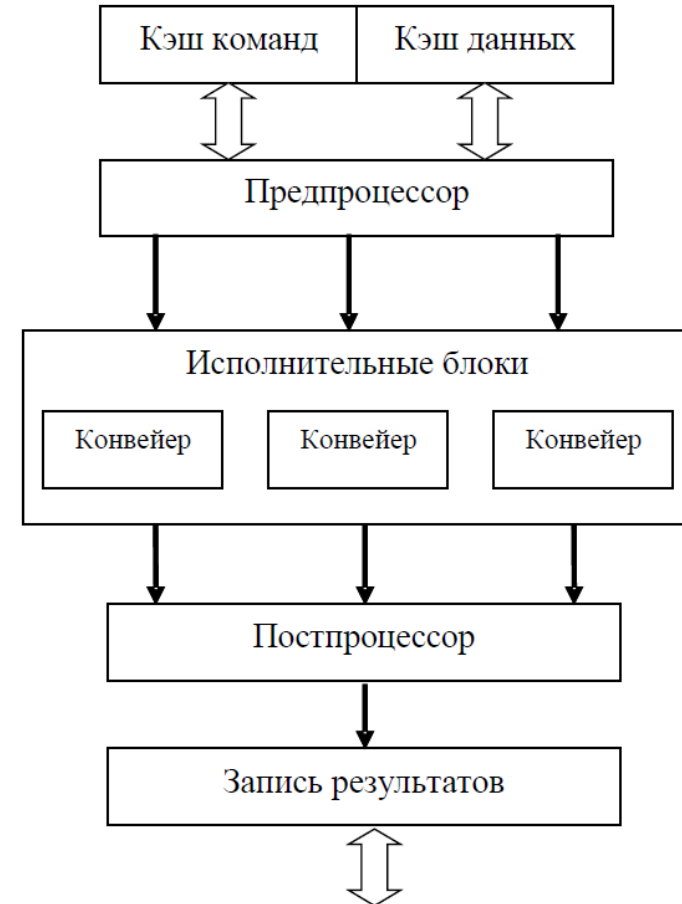 Кэш команд
Кэш данных
Предпроцессор
Исполнительные блоки
Конвейер
Конвейер
Конвейер
Постпроцессор
Запись результатов